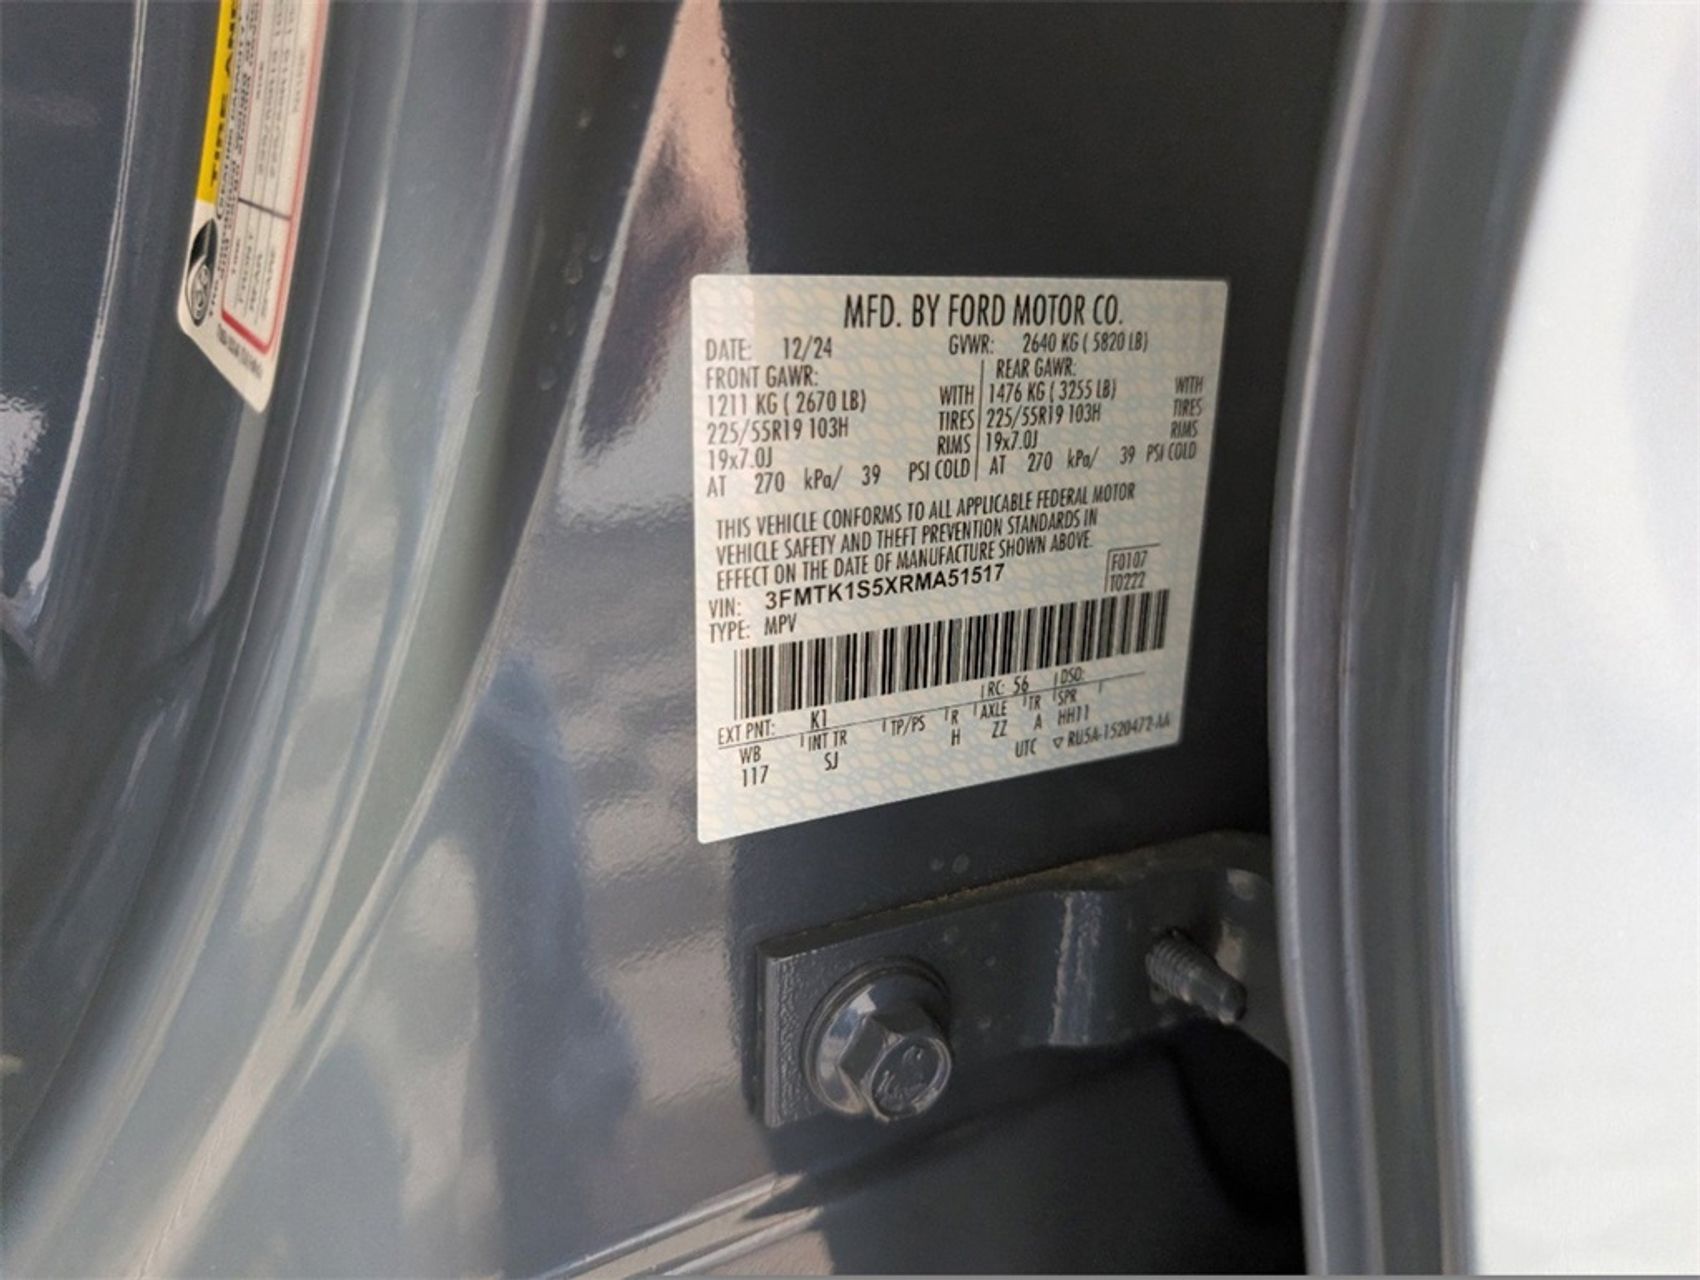 MFD. BY FORD MOTOR CO.
DATE: 12/24 GVWR: 2640 KG ( 5820 LB)
FRONT GAWR: REAR GAWR:
1211 KG ( 2670 LB) WITH 1476 KG ( 3255 LB) WITH
225/55R19 103H TIRES 225/55R19 103H TIRES
19x7.0J RIMS 19x7.0J RIMS
AT 270 kPa/ 39 PSI COLD AT 270 kPa/ 39 PSI COLD
THIS VEHICLE CONFORMS TO ALL APPLICABLE FEDERAL MOTOR
VEHICLE SAFETY AND THEFT PREVENTION STANDARDS IN
EFFECT ON THE DATE OF MANUFACTURE SHOWN ABOVE.
VIN: 3FMTK1S5XRMA51517 F0107
TYPE: MPV T0222
EXT PNT: K1 RC: 56 DSO:
WB INT TR TP/PS R AXLE TR SPR
117 SJ H ZZ A HH11
UTC ▽ RU5A-1520472-AA
TIRE AN